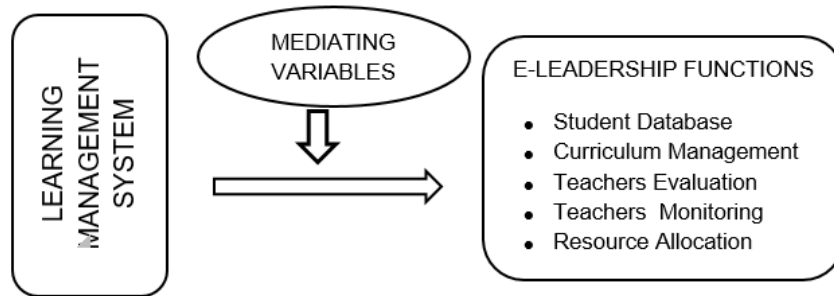 LEARNING
MANAGEMENT
SYSTEM
MEDIATING
VARIABLES
E-LEADERSHIP FUNCTIONS
● Student Database
● Curriculum Management
● Teachers Evaluation
● Teachers Monitoring
● Resource Allocation